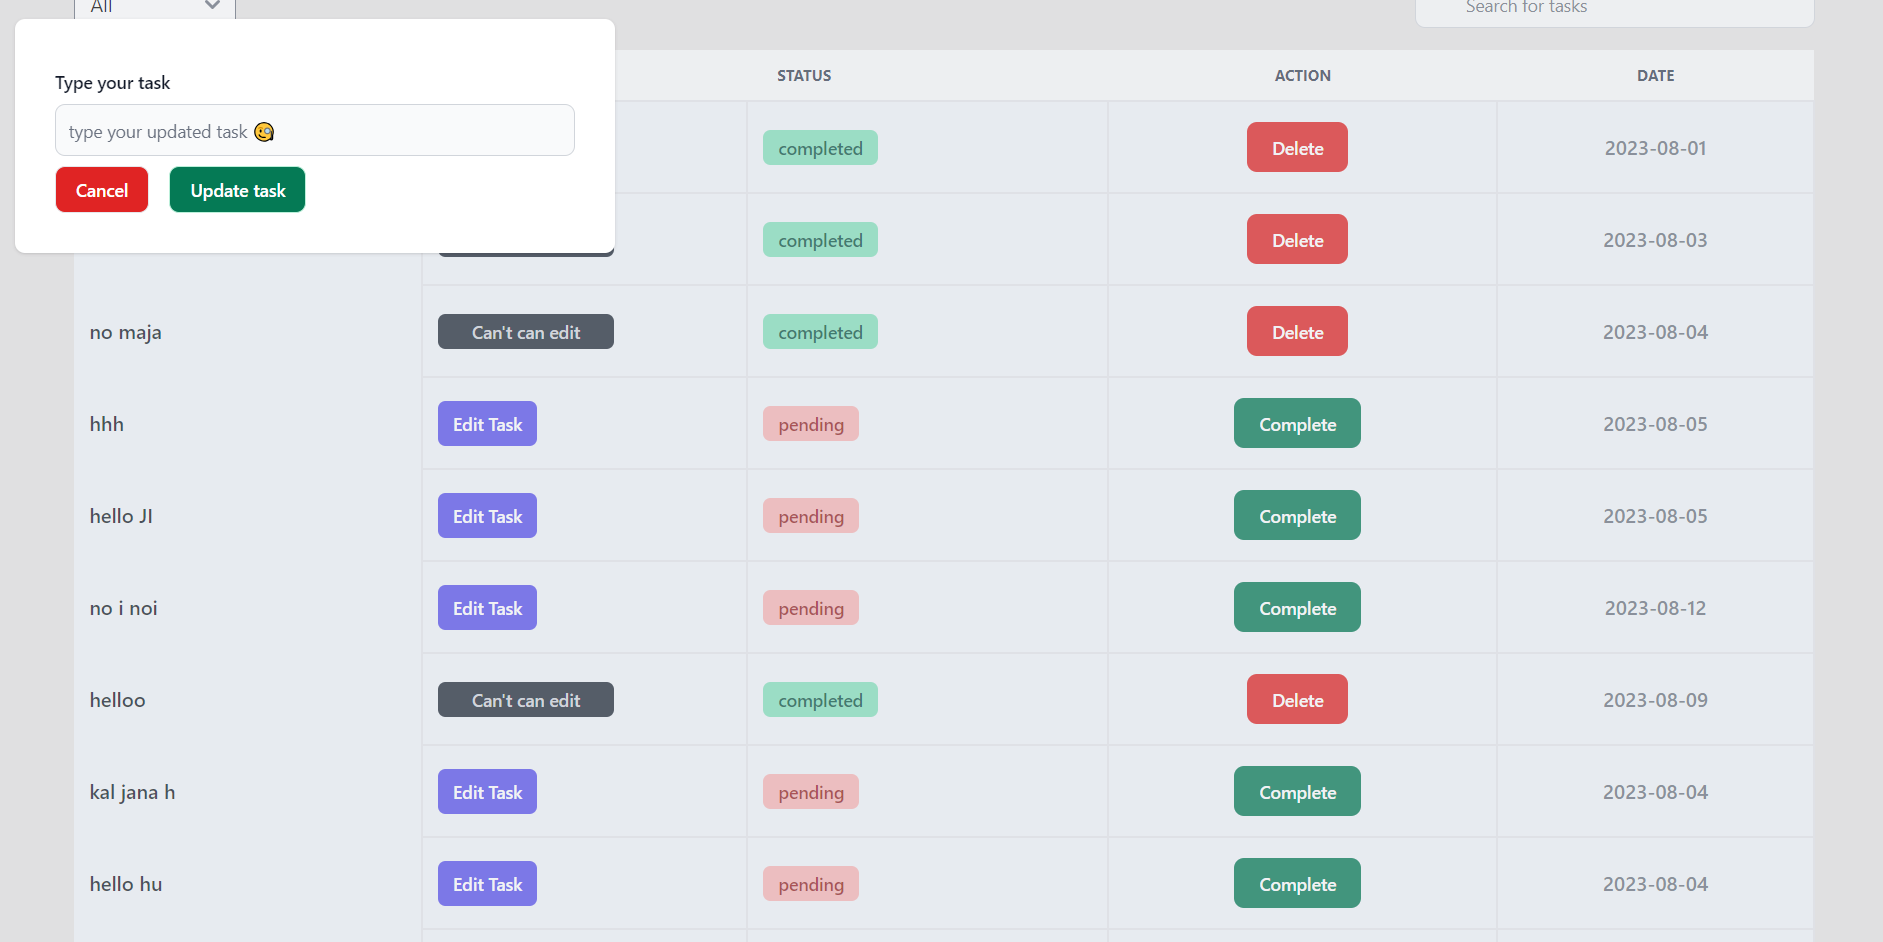 All
Search for tasks
Type your task
type your updated task 🧐
Cancel
Update task
STATUS ACTION DATE
completed Delete 2023-08-01
completed Delete 2023-08-03
no maja Can't can edit completed Delete 2023-08-04
hhh Edit Task pending Complete 2023-08-05
hello JI Edit Task pending Complete 2023-08-05
no i noi Edit Task pending Complete 2023-08-12
helloo Can't can edit completed Delete 2023-08-09
kal jana h Edit Task pending Complete 2023-08-04
hello hu Edit Task pending Complete 2023-08-04